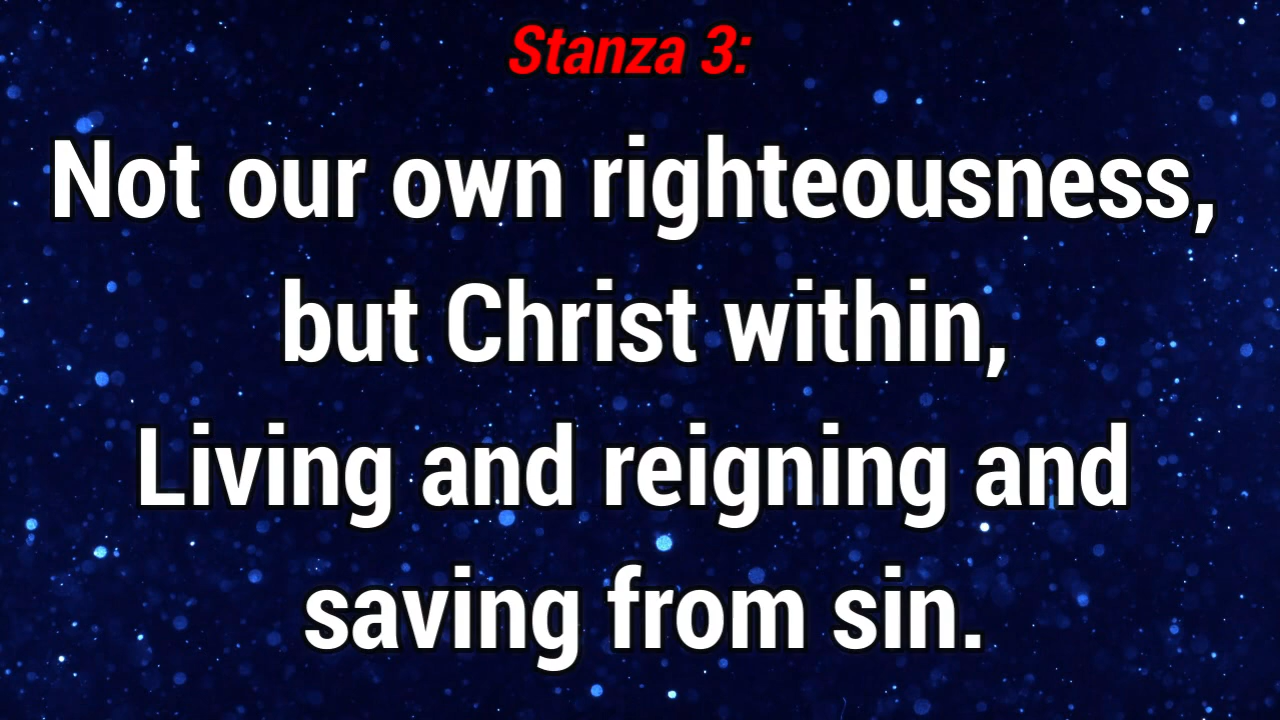 Stanza 3:
Not our own righteousness,
but Christ within,
Living and reigning and
saving from sin.